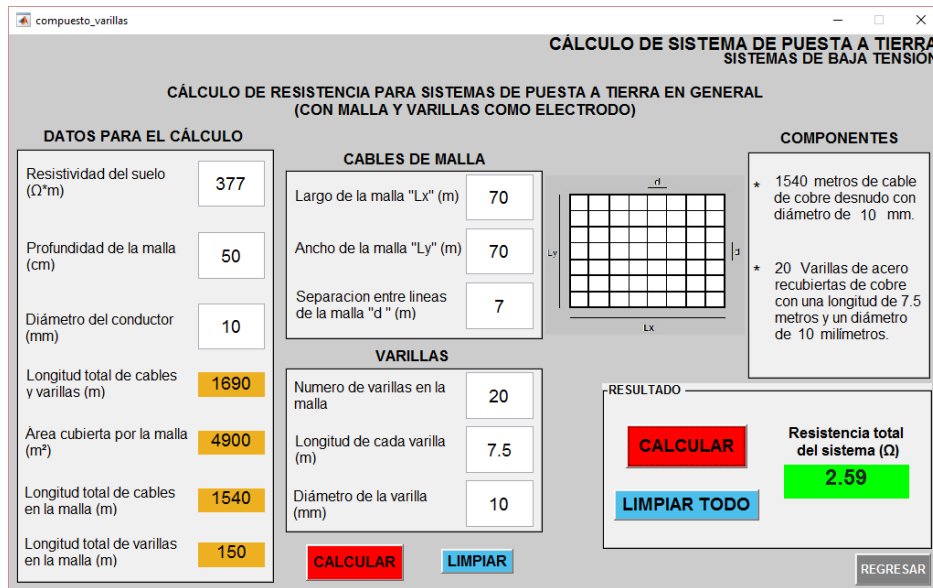 compuesto_varillas
CÁLCULO DE SISTEMA DE PUESTA A TIERRA
SISTEMAS DE BAJA TENSIÓN
CÁLCULO DE RESISTENCIA PARA SISTEMAS DE PUESTA A TIERRA EN GENERAL
(CON MALLA Y VARILLAS COMO ELECTRODO)
DATOS PARA EL CÁLCULO
Resistividad del suelo
(Ω*m)
377
Profundidad de la malla
(cm)
50
Diámetro del conductor
(mm)
10
Longitud total de cables
y varillas (m)
1690
Área cubierta por la malla
(m²)
4900
Longitud total de cables
en la malla (m)
1540
Longitud total de varillas
en la malla (m)
150
CABLES DE MALLA
Largo de la malla "Lx" (m)
70
Ancho de la malla "Ly" (m)
70
Separacion entre lineas
de la malla "d " (m)
7
VARILLAS
Numero de varillas en la
malla
20
Longitud de cada varilla
(m)
7.5
Diámetro de la varilla
(mm)
10
CALCULAR
LIMPIAR
d
Ly
d
Lx
COMPONENTES
* 1540 metros de cable
de cobre desnudo con
diámetro de 10 mm.
* 20 Varillas de acero
recubiertas de cobre
con una longitud de 7.5
metros y un diámetro
de 10 milímetros.
RESULTADO
CALCULAR
LIMPIAR TODO
Resistencia total
del sistema (Ω)
2.59
REGRESAR